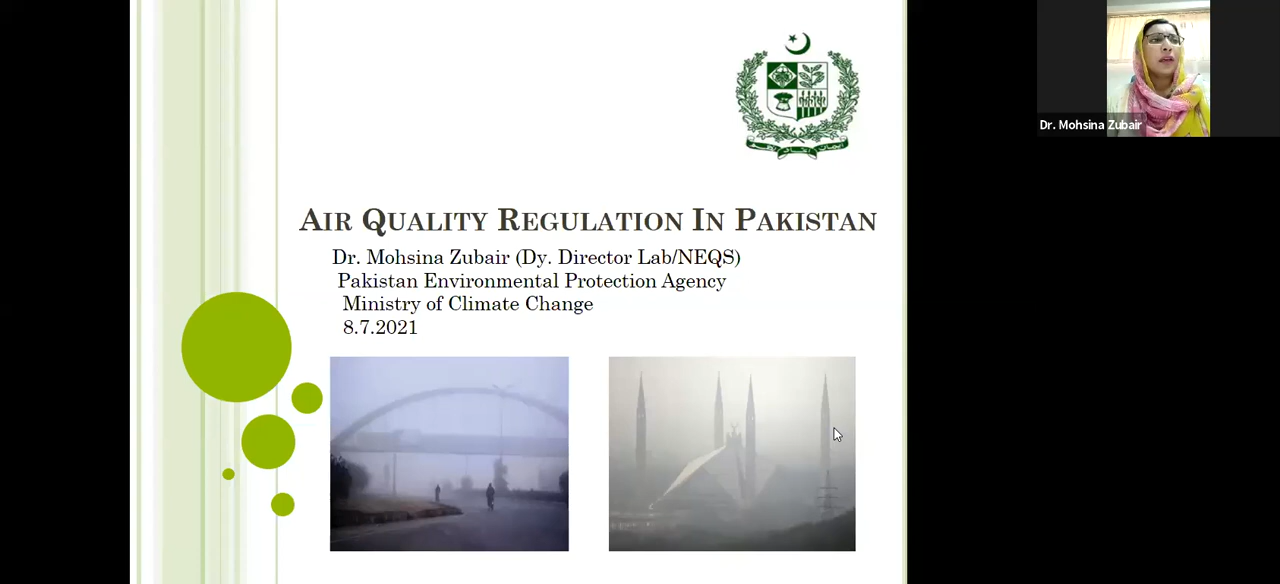 AIR QUALITY REGULATION IN PAKISTAN
Dr. Mohsina Zubair (Dy. Director Lab/NEQS)
Pakistan Environmental Protection Agency
Ministry of Climate Change
8.7.2021
Dr. Mohsina Zubair